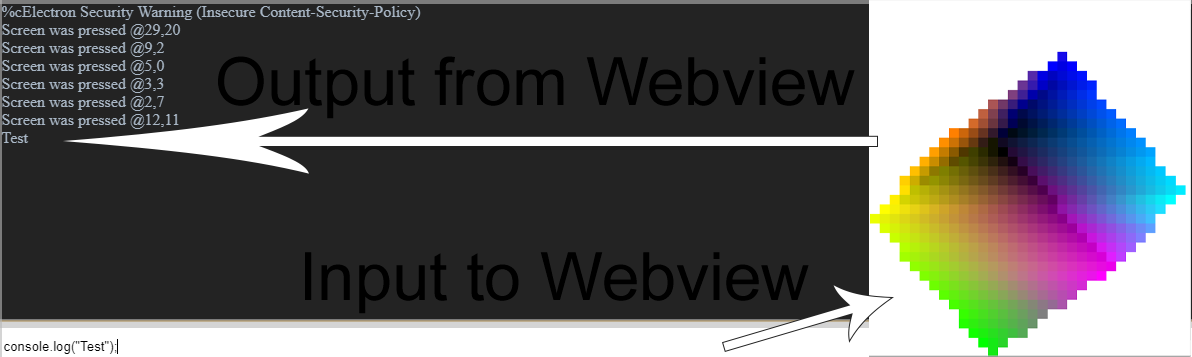 %cElectron Security Warning (Insecure Content-Security-Policy)
Screen was pressed @29,20
Screen was pressed @9,2
Screen was pressed @5,0
Screen was pressed @3,3
Screen was pressed @2,7
Screen was pressed @12,11
Test
Output from Webview
Input to Webview
console.log("Test");